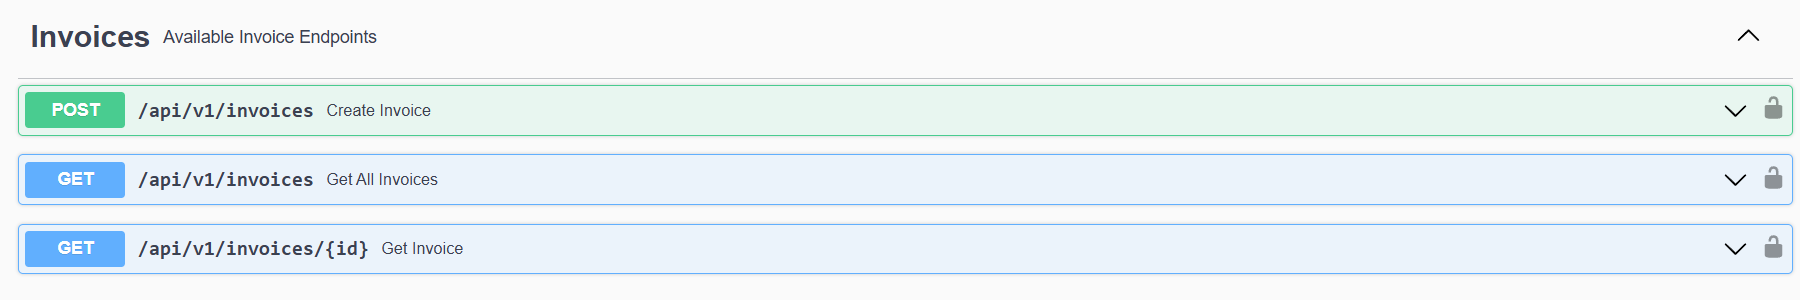 Invoices Available Invoice Endpoints
POST /api/v1/invoices Create Invoice
GET /api/v1/invoices Get All Invoices
GET /api/v1/invoices/{id} Get Invoice